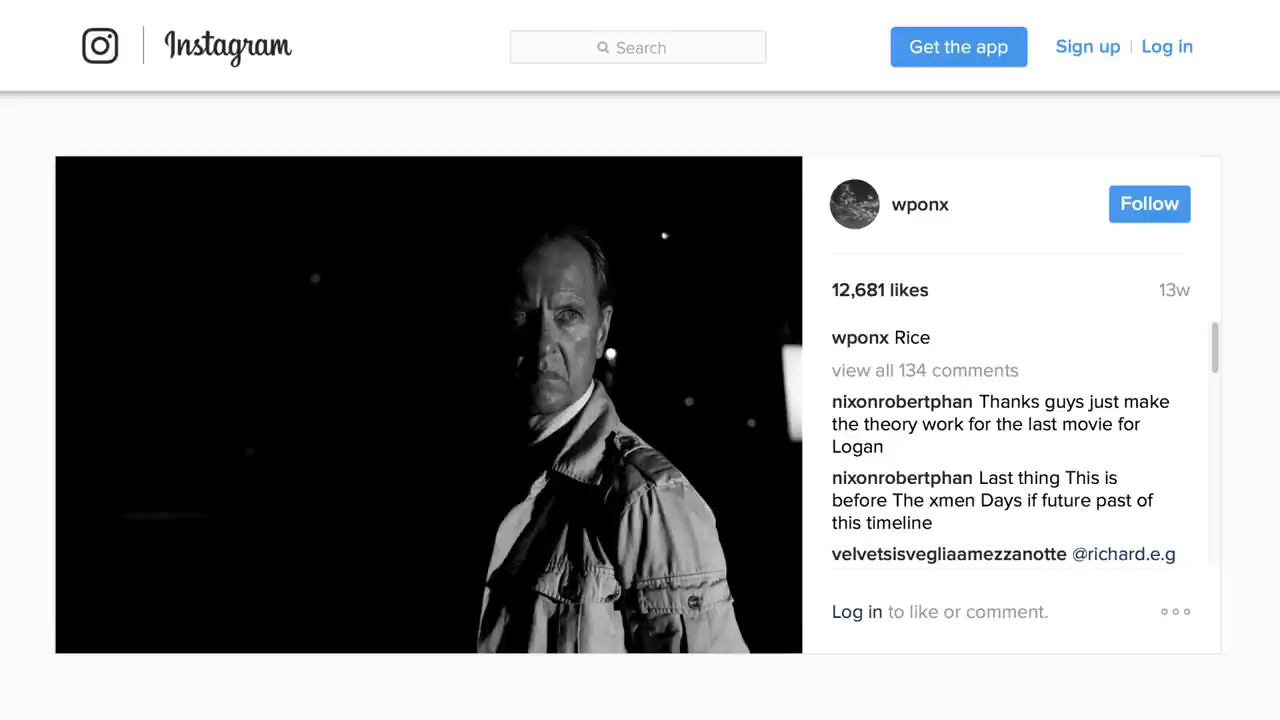 Instagram
Search
Get the app
Sign up | Log in
wponx
Follow
12,681 likes
13w
wponx Rice
view all 134 comments
nixonrobertphan Thanks guys just make
the theory work for the last movie for
Logan
nixonrobertphan Last thing This is
before The xmen Days if future past of
this timeline
velvetsisvegliaamezzanotte @richard.e.g
Log in to like or comment.